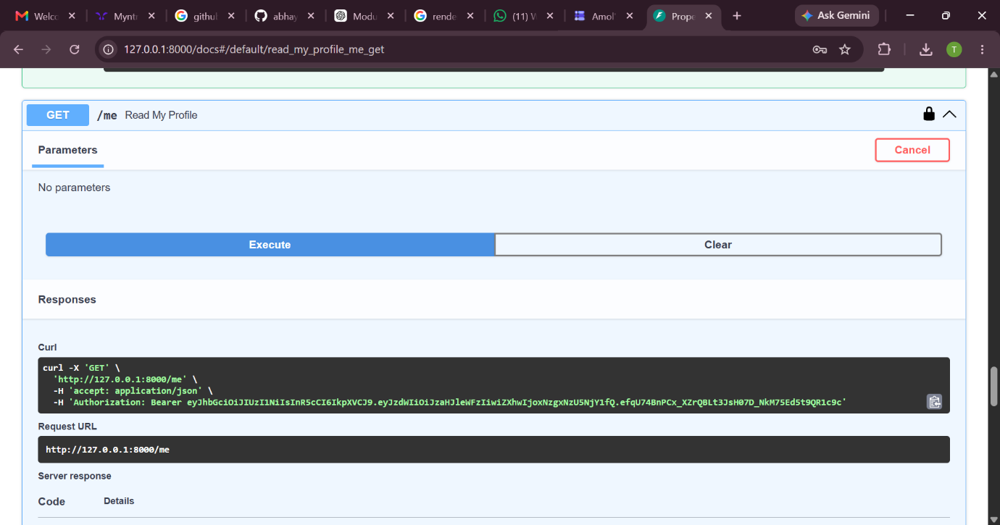 Welco
Myntr
githul
abhay
Modu
rende
(11) W
Amol'
Prope
Ask Gemini
127.0.0.1:8000/docs#/default/read_my_profile_me_get
T
GET /me Read My Profile
Parameters
Cancel
No parameters
Execute
Clear
Responses
Curl
curl -X 'GET' \
'http://127.0.0.1:8000/me' \
-H 'accept: application/json' \
-H 'Authorization: Bearer eyJhbGciOiJIUzI1NiIsInR5cCI6IkpXVCJ9.eyJzdWIiOiJzaHJleWFzIiwiZXhwIjoxNzgxNzU5NjY1fQ.efqU74BnPCx_XZrQBLt3JsH07D_NkM75Ed5t9QR1c9c'
Request URL
http://127.0.0.1:8000/me
Server response
Code
Details